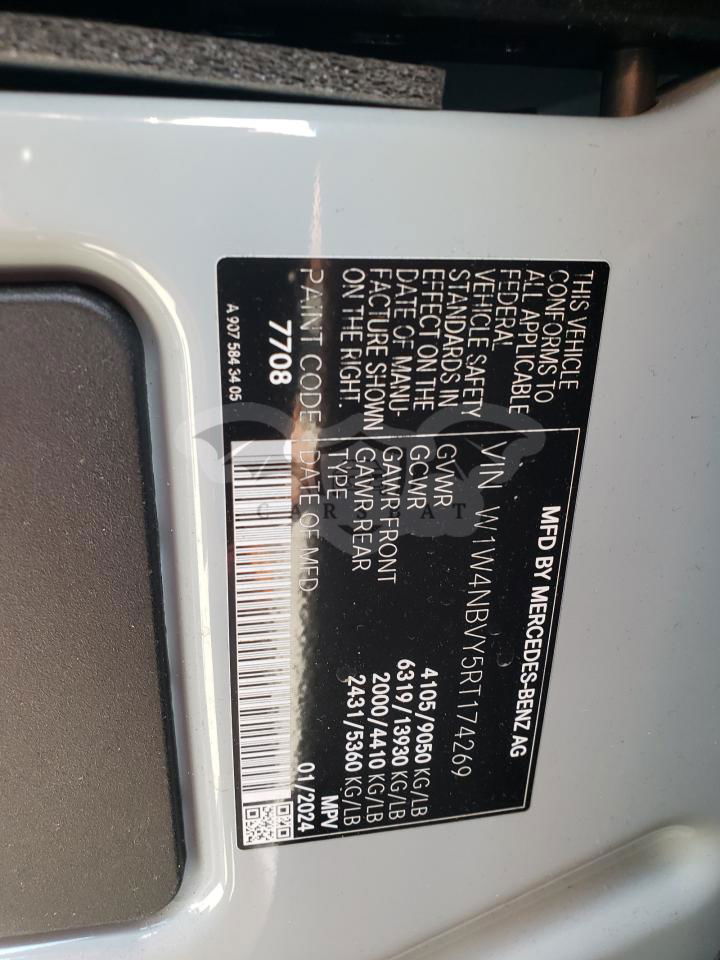 MFD BY MERCEDES-BENZ AG
VIN W1W4NBVY5RT174269
GVWR 4105/9050 KG/LB
GCWR 6319/13930 KG/LB
GAWR-FRONT 2000/4410 KG/LB
GAWR-REAR 2431/5360 KG/LB
TYPE MPV
THIS VEHICLE
CONFORMS TO
ALL APPLICABLE
FEDERAL
VEHICLE SAFETY
STANDARDS IN
EFFECT ON THE
DATE OF MANU-
FACTURE SHOWN
ON THE RIGHT.
PAINT CODE DATE OF MFD 01/2024
7708
A 907 584 34 05
CARSBAT